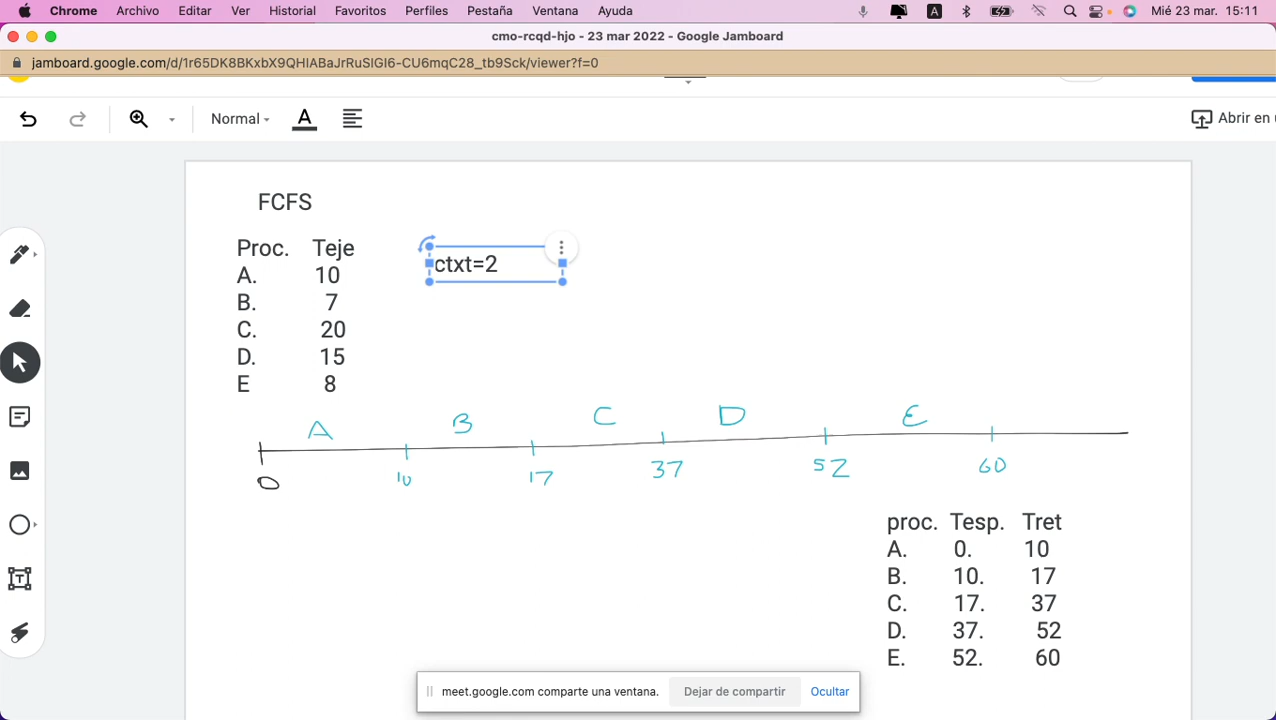 Chrome Archivo Editar Ver Historial Favoritos Perfiles Pestaña Ventana Ayuda A Mié 23 mar. 15:11
cmo-rcqd-hjo - 23 mar 2022 - Google Jamboard
jamboard.google.com/d/1r65DK8BKxbX9QHIABaJrRuSlGl6-CU6mqC28_tb9Sck/viewer?f=0
Normal A Abrir en
FCFS
Proc. Teje
ctxt=2
A. 10
B. 7
C. 20
D. 15
E 8
A B C D E
0 10 17 37 52 60
proc. Tesp. Tret
A. 0. 10
B. 10. 17
C. 17. 37
D. 37. 52
E. 52. 60
meet.google.com comparte una ventana. Dejar de compartir Ocultar